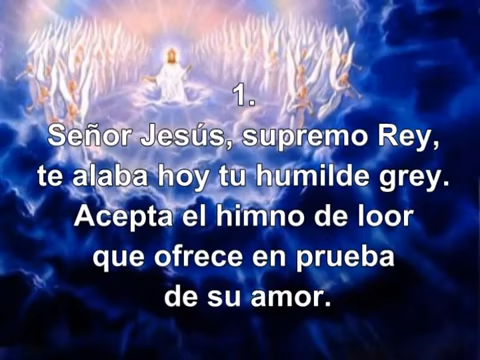 1.
Señor Jesús, supremo Rey,
te alaba hoy tu humilde grey.
Acepta el himno de loor
que ofrece en prueba
de su amor.